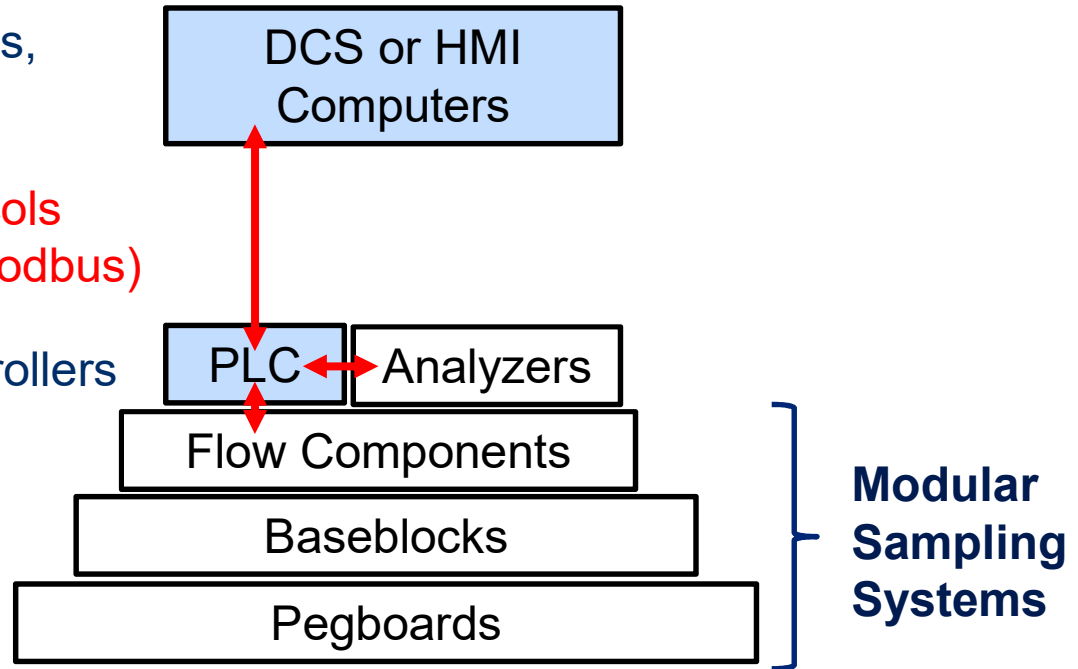 s,
DCS or HMI
Computers
ols
odbus)
rollers
PLC
Analyzers
Flow Components
Baseblocks
Pegboards
Modular
Sampling
Systems